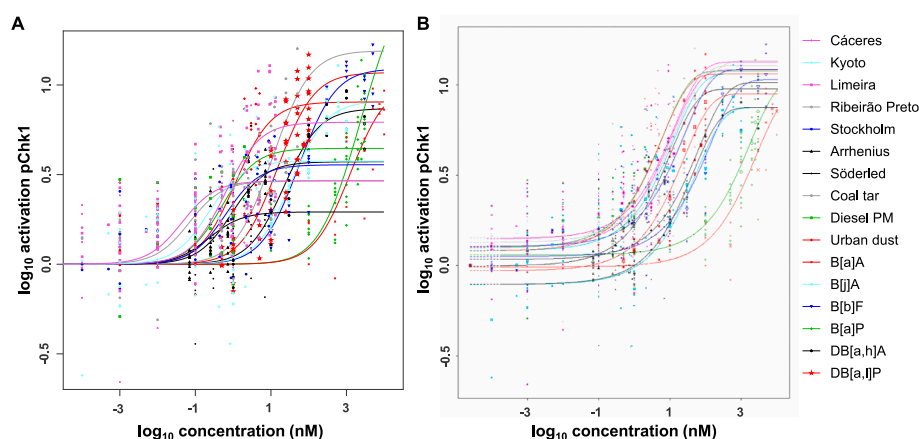 A
B
log₁₀ activation pChk1
1.0
0.5
0.0
-0.5
-3
-1
1
3
log₁₀ concentration (nM)
log₁₀ activation pChk1
1.0
0.5
0.0
-0.5
-3
-1
1
3
log₁₀ concentration (nM)
Cáceres
Kyoto
Limeira
Ribeirão Preto
Stockholm
Arrhenius
Söderled
Coal tar
Diesel PM
Urban dust
B[a]A
B[j]A
B[b]F
B[a]P
DB[a,h]A
DB[a,l]P